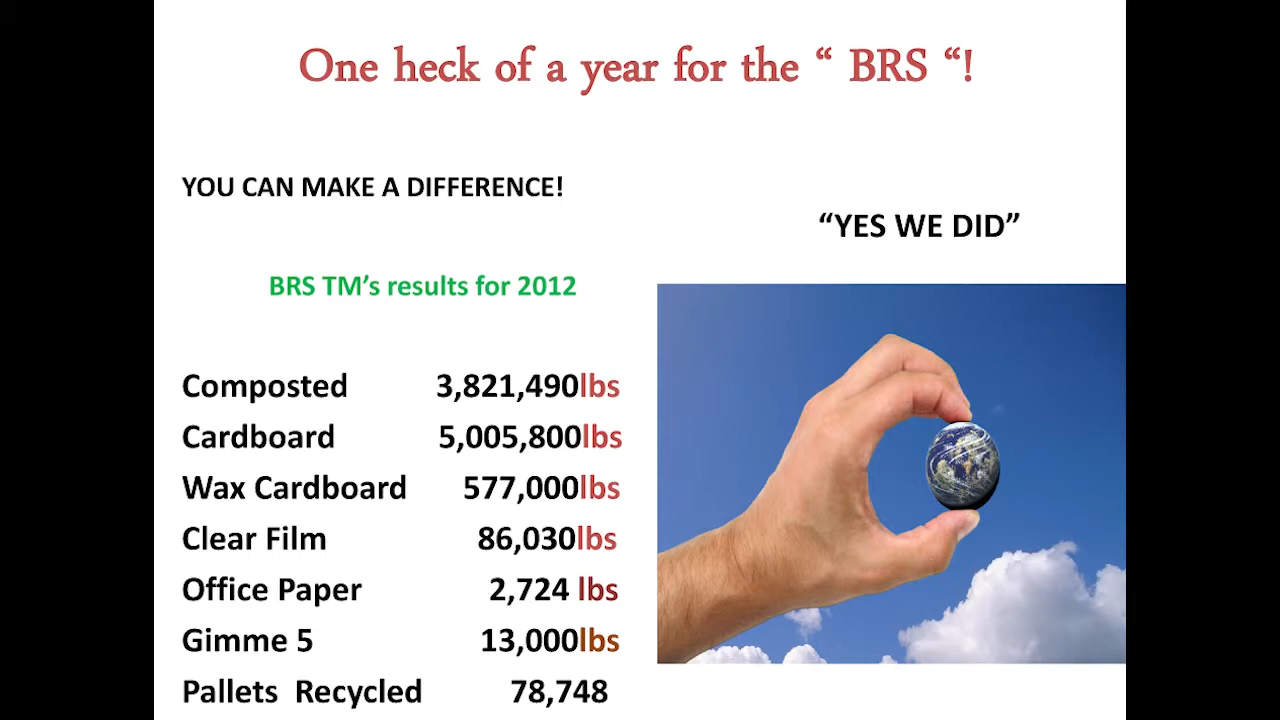 One heck of a year for the “ BRS “!
YOU CAN MAKE A DIFFERENCE!
“YES WE DID”
BRS TM’s results for 2012
Composted 3,821,490lbs
Cardboard 5,005,800lbs
Wax Cardboard 577,000lbs
Clear Film 86,030lbs
Office Paper 2,724 lbs
Gimme 5 13,000lbs
Pallets Recycled 78,748